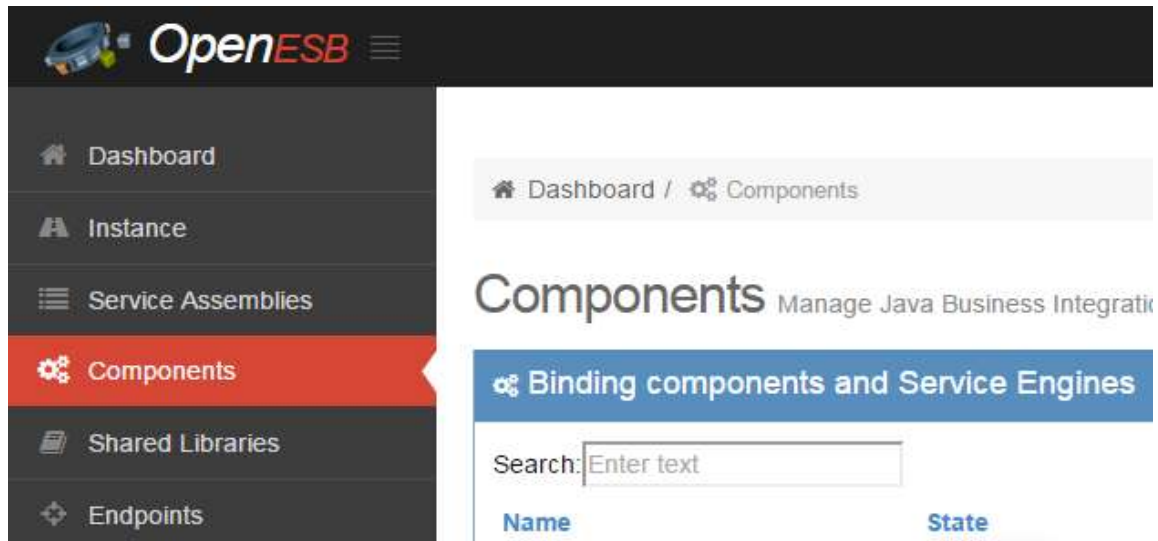 OpenESB
Dashboard
Instance
Service Assemblies
Components
Shared Libraries
Endpoints
Dashboard / Components
Components Manage Java Business
Binding components and Service Engines
Search: Enter text
Name State